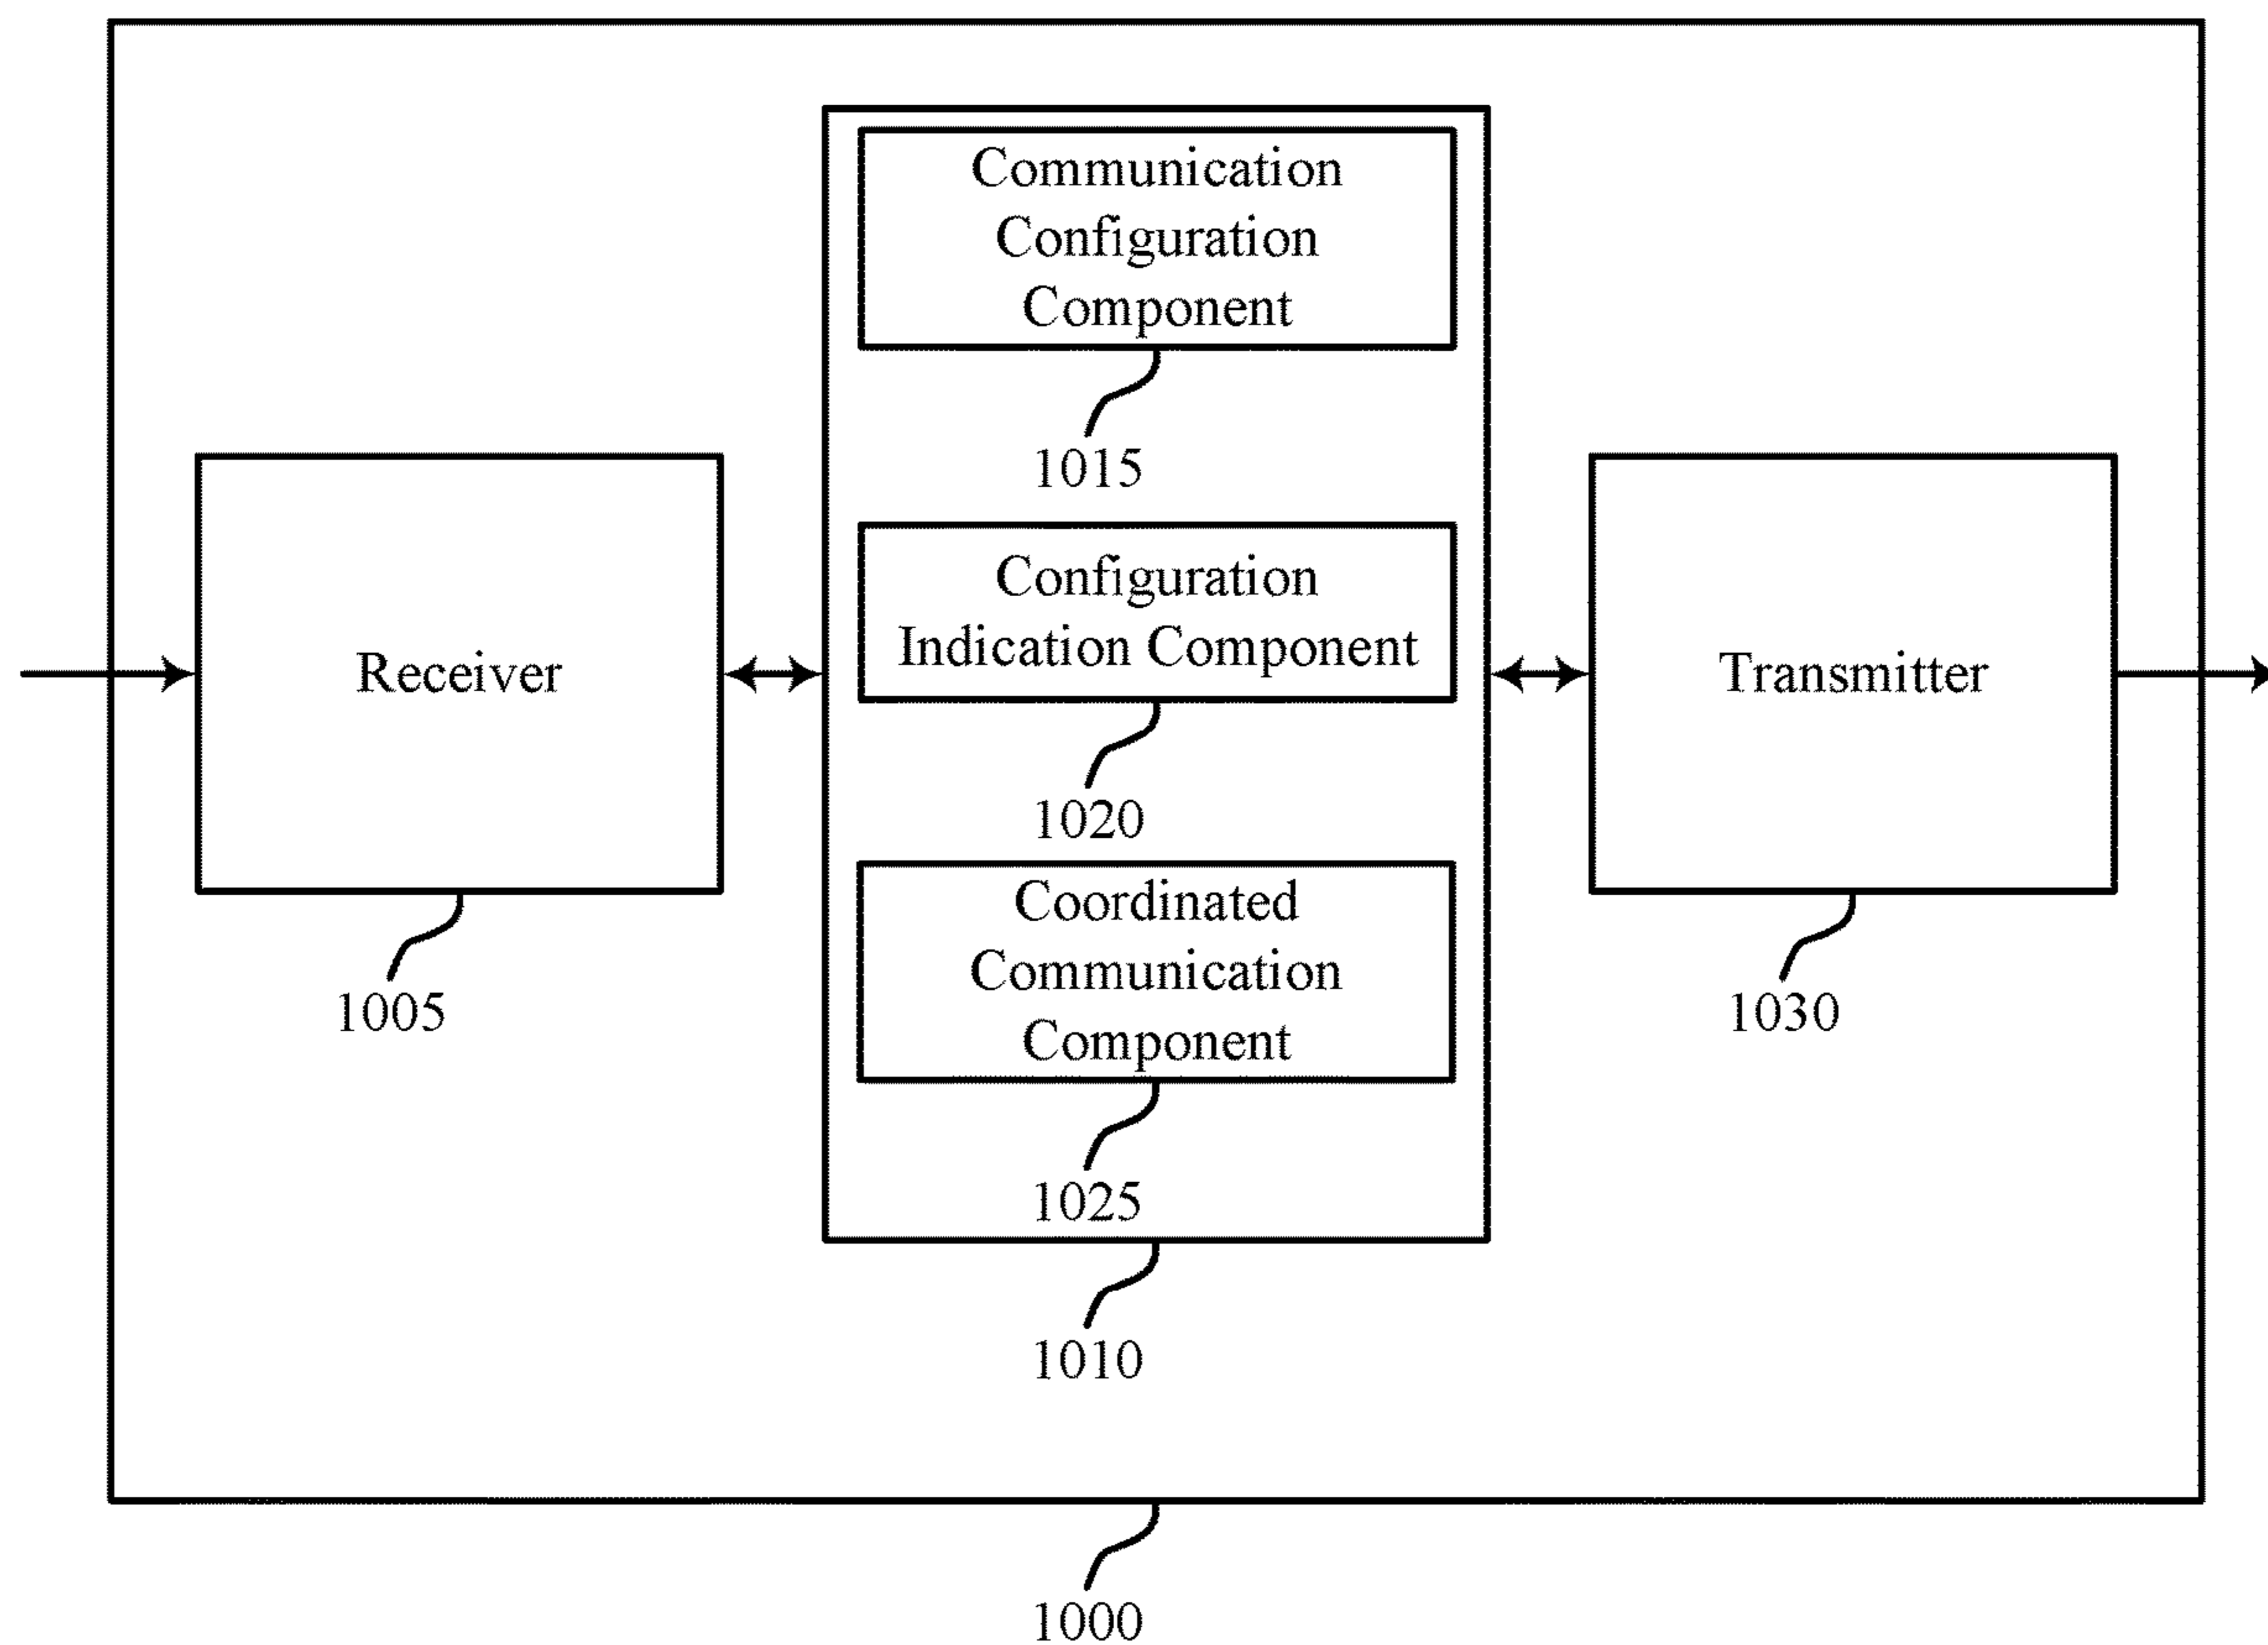 Communication
Configuration
Component
1015
Receiver
1005
Configuration
Indication Component
1020
Coordinated
Communication
Component
1025
1010
Transmitter
1030
1000